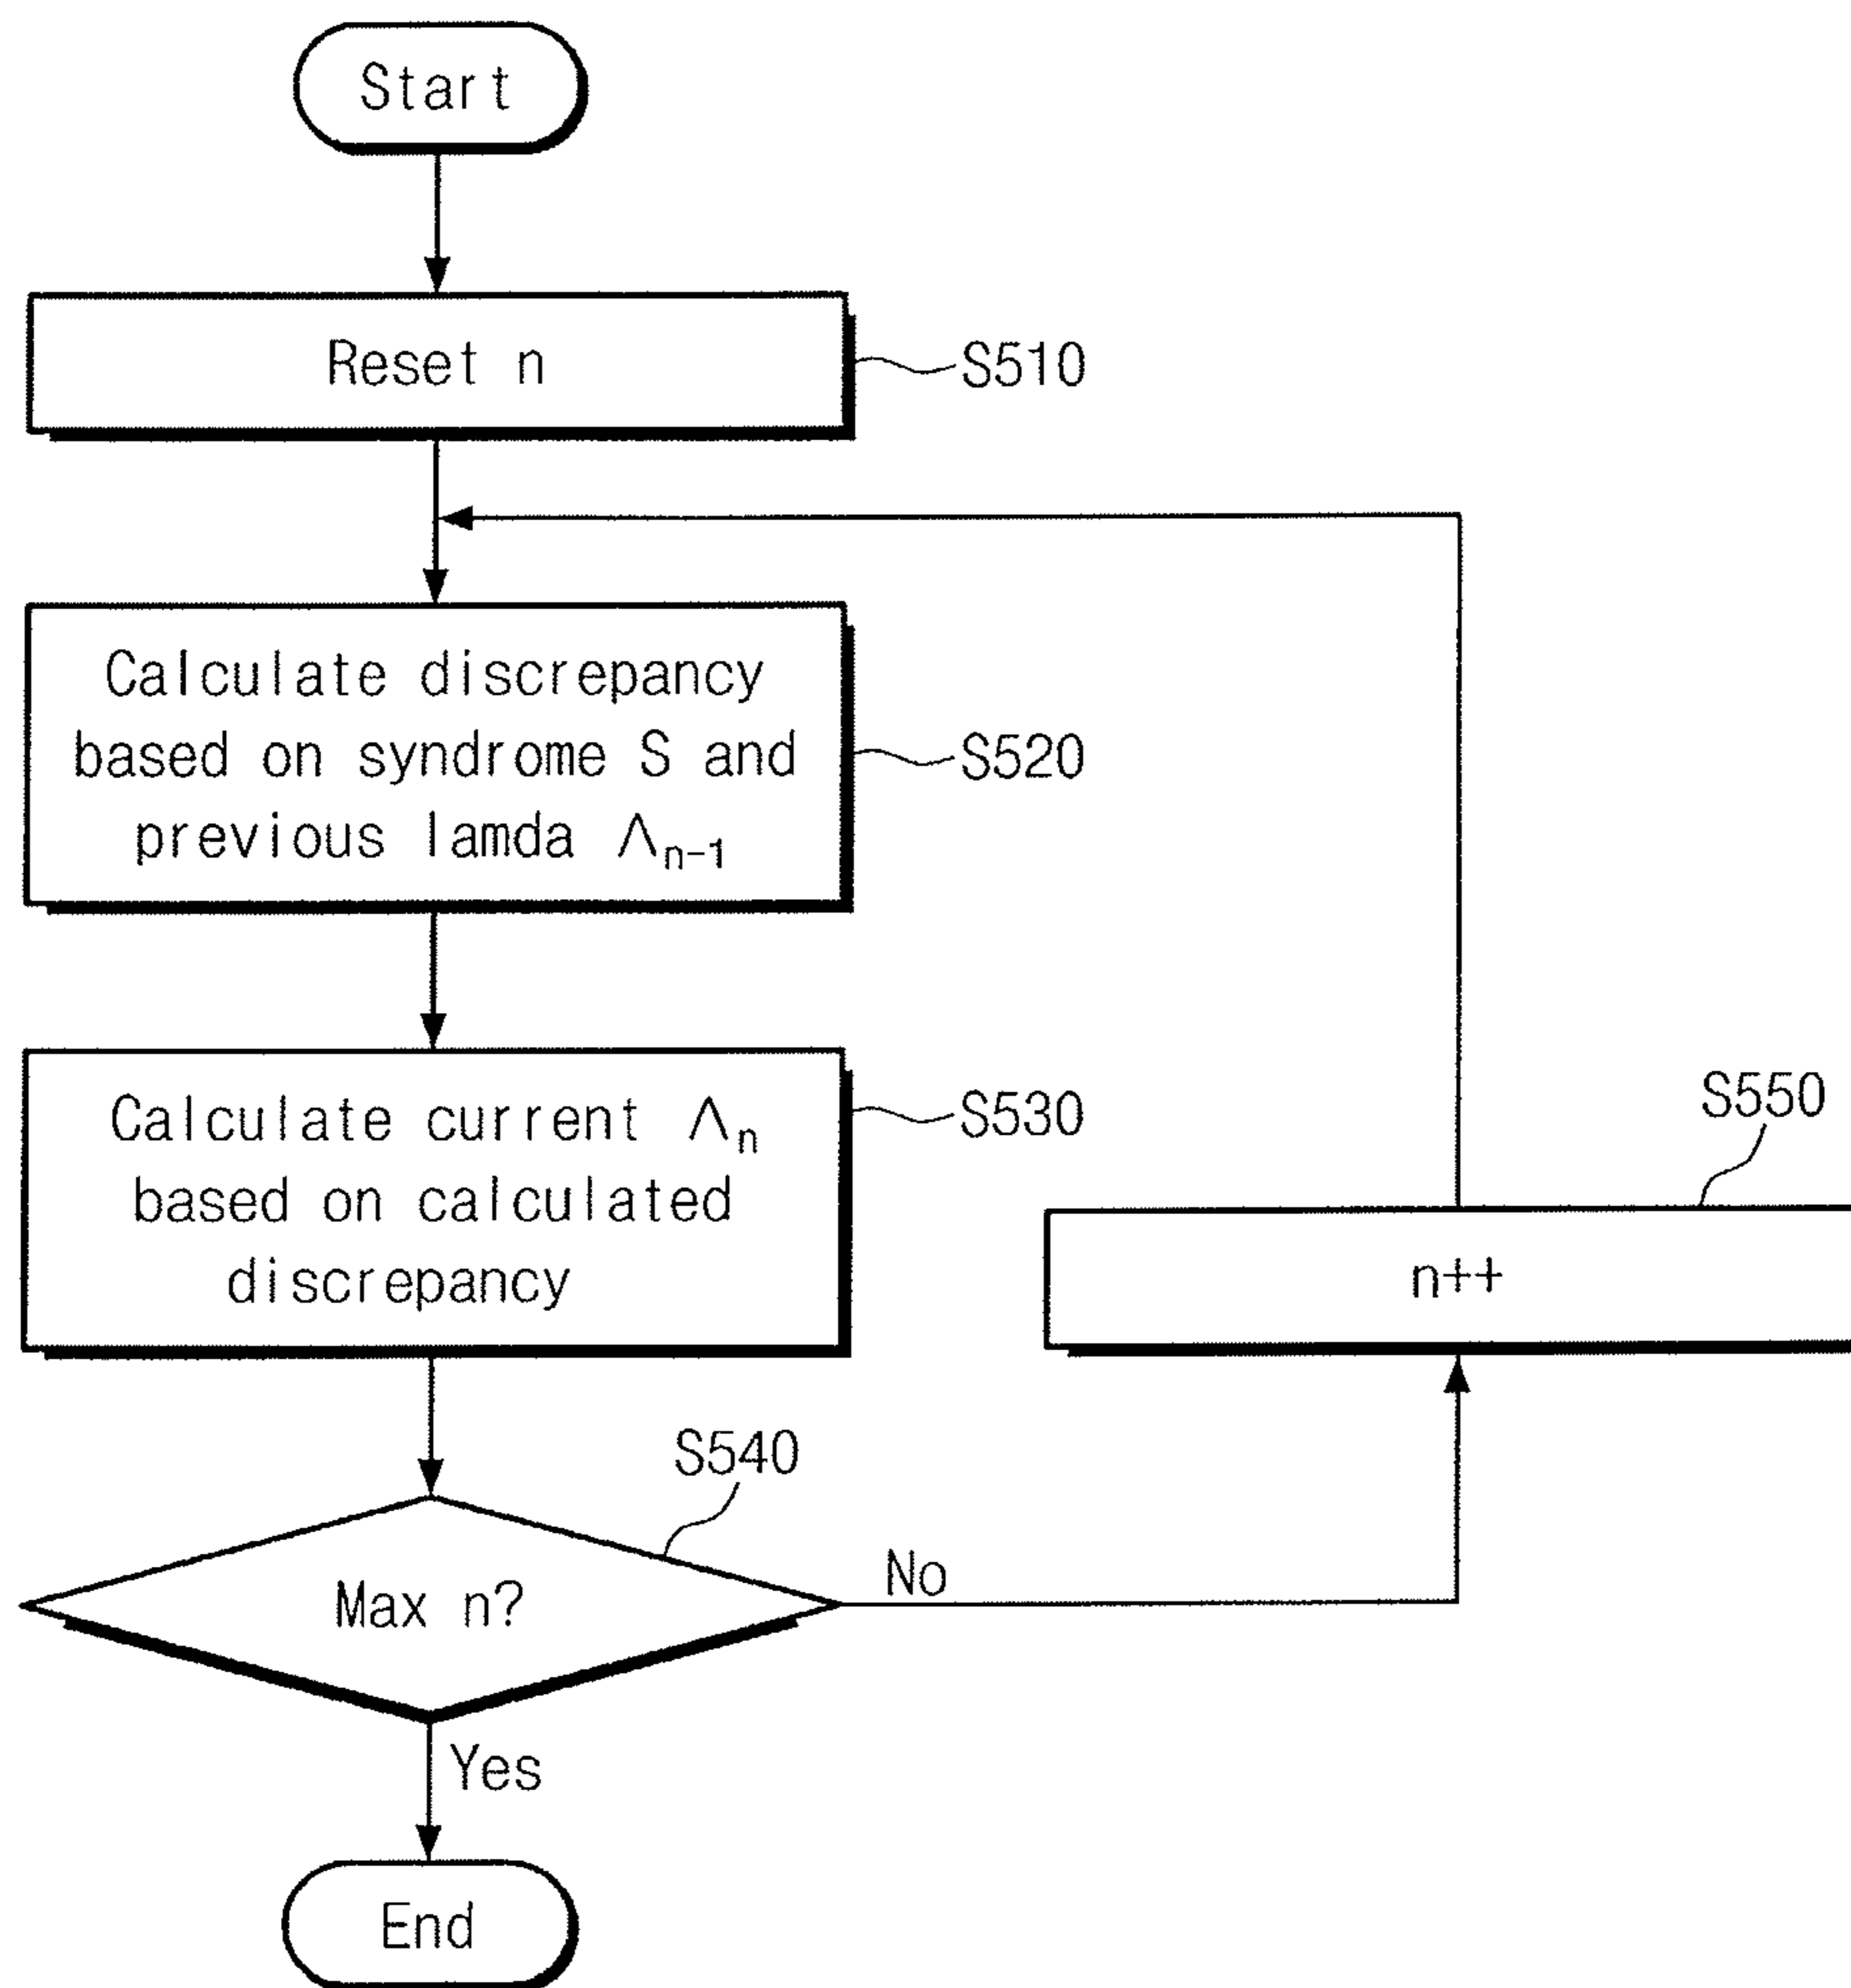 Start
Reset n
S510
Calculate discrepancy
based on syndrome S and
previous lamda Λn-1
S520
Calculate current Λn
based on calculated
discrepancy
S530
S550
n++
S540
Max n?
No
Yes
End